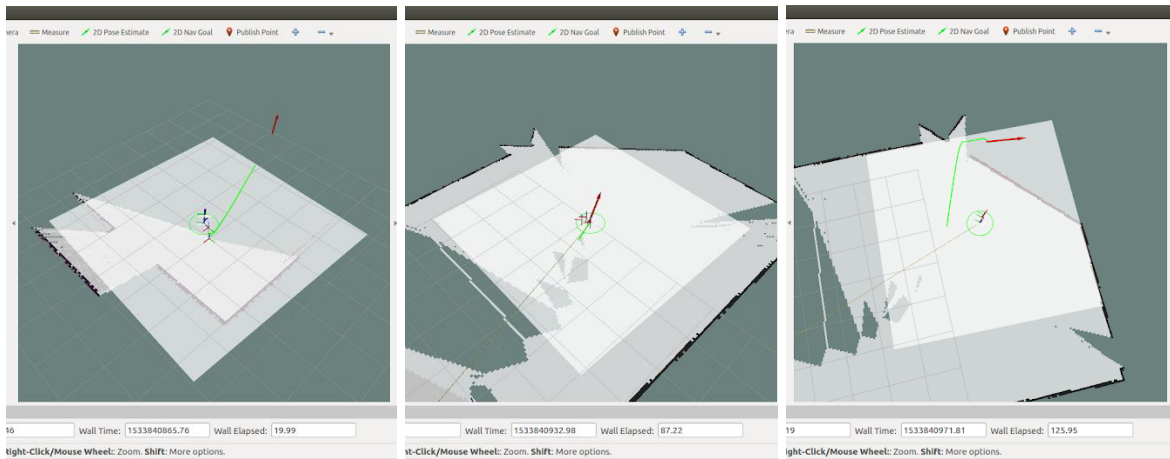 Measure 2D Pose Estimate 2D Nav Goal Publish Point
46 Wall Time: 1533840865.76 Wall Elapsed: 19.99
Right-Click/Mouse Wheel:: Zoom. Shift: More options.
Measure 2D Pose Estimate 2D Nav Goal Publish Point
Wall Time: 1533840932.98 Wall Elapsed: 87.22
ht-Click/Mouse Wheel:: Zoom. Shift: More options.
era Measure 2D Pose Estimate 2D Nav Goal Publish Point
19 Wall Time: 1533840971.81 Wall Elapsed: 125.95
ight-Click/Mouse Wheel:: Zoom. Shift: More options.